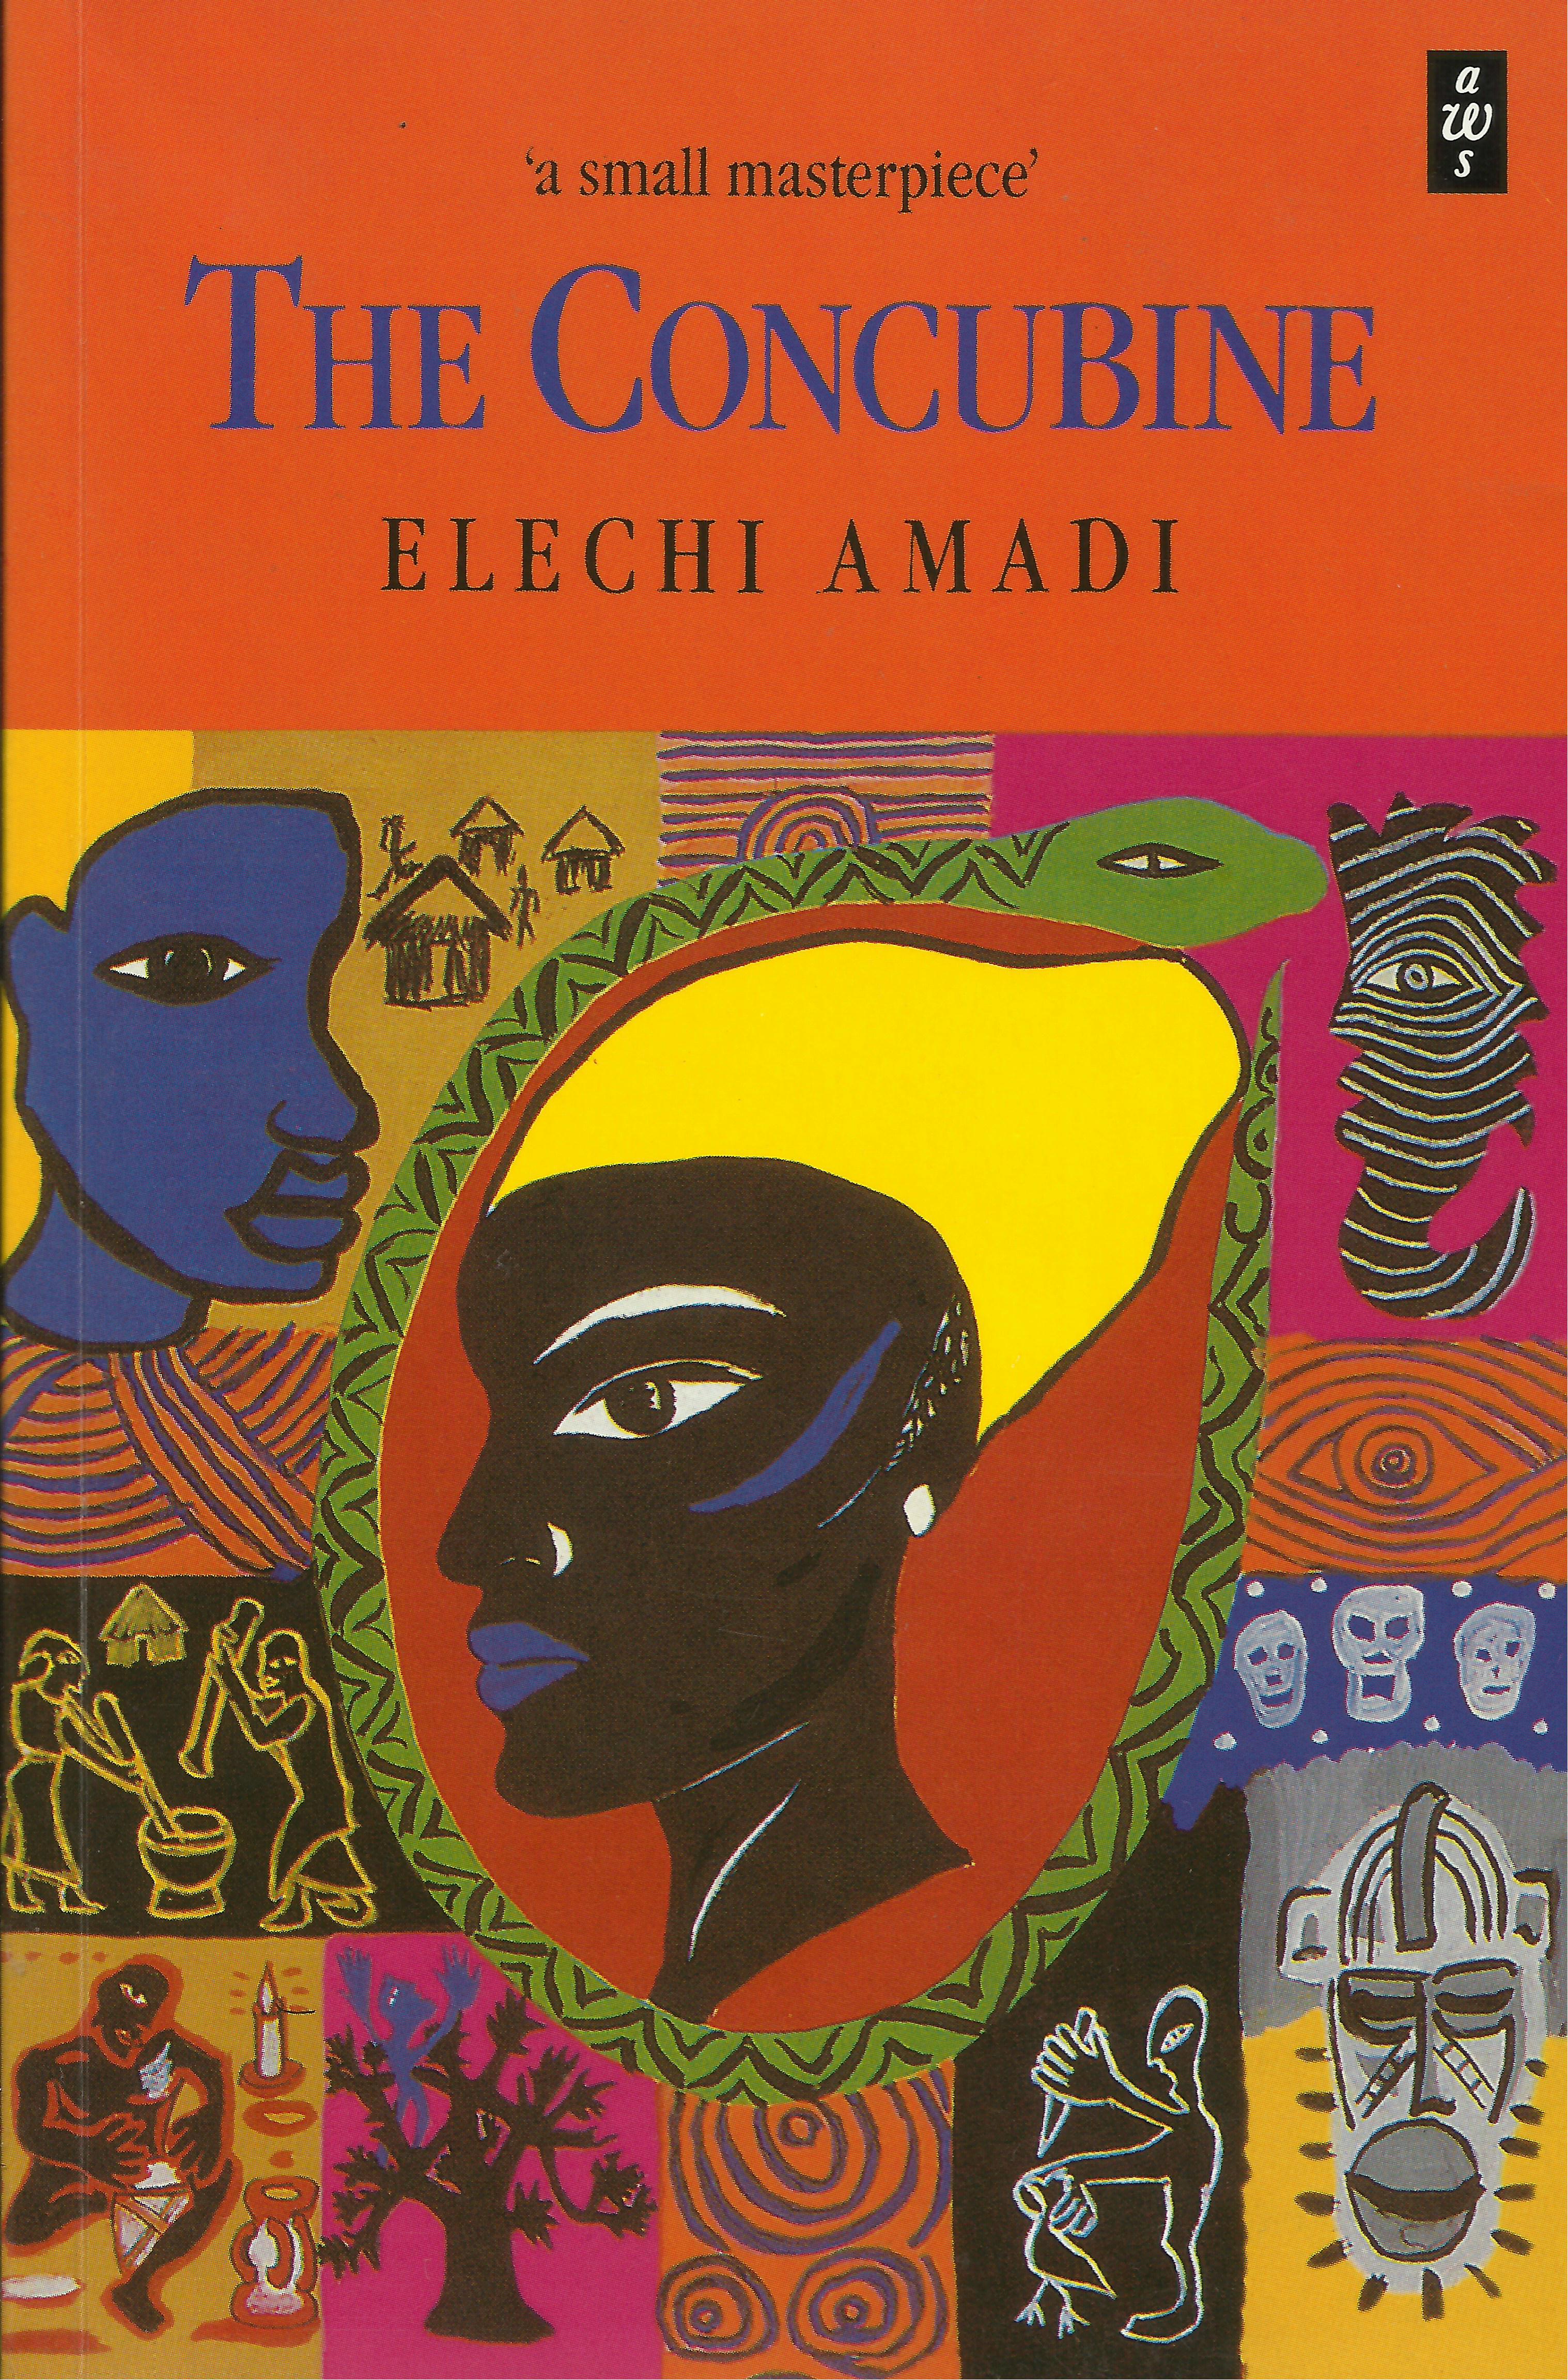 a
w
s
‘a small masterpiece’
THE CONCUBINE
ELECHI AMADI